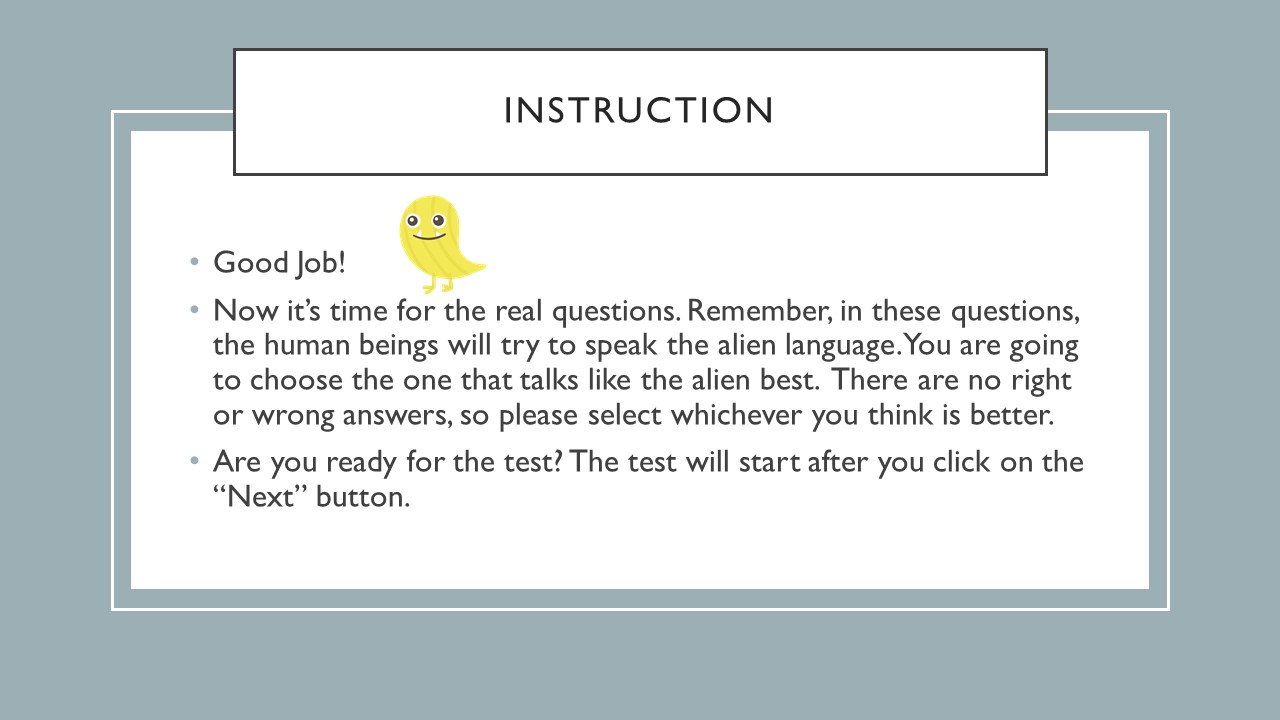 INSTRUCTION
• Good Job!
• Now it’s time for the real questions. Remember, in these questions,
the human beings will try to speak the alien language. You are going
to choose the one that talks like the alien best.  There are no right
or wrong answers, so please select whichever you think is better.
• Are you ready for the test? The test will start after you click on the
“Next” button.